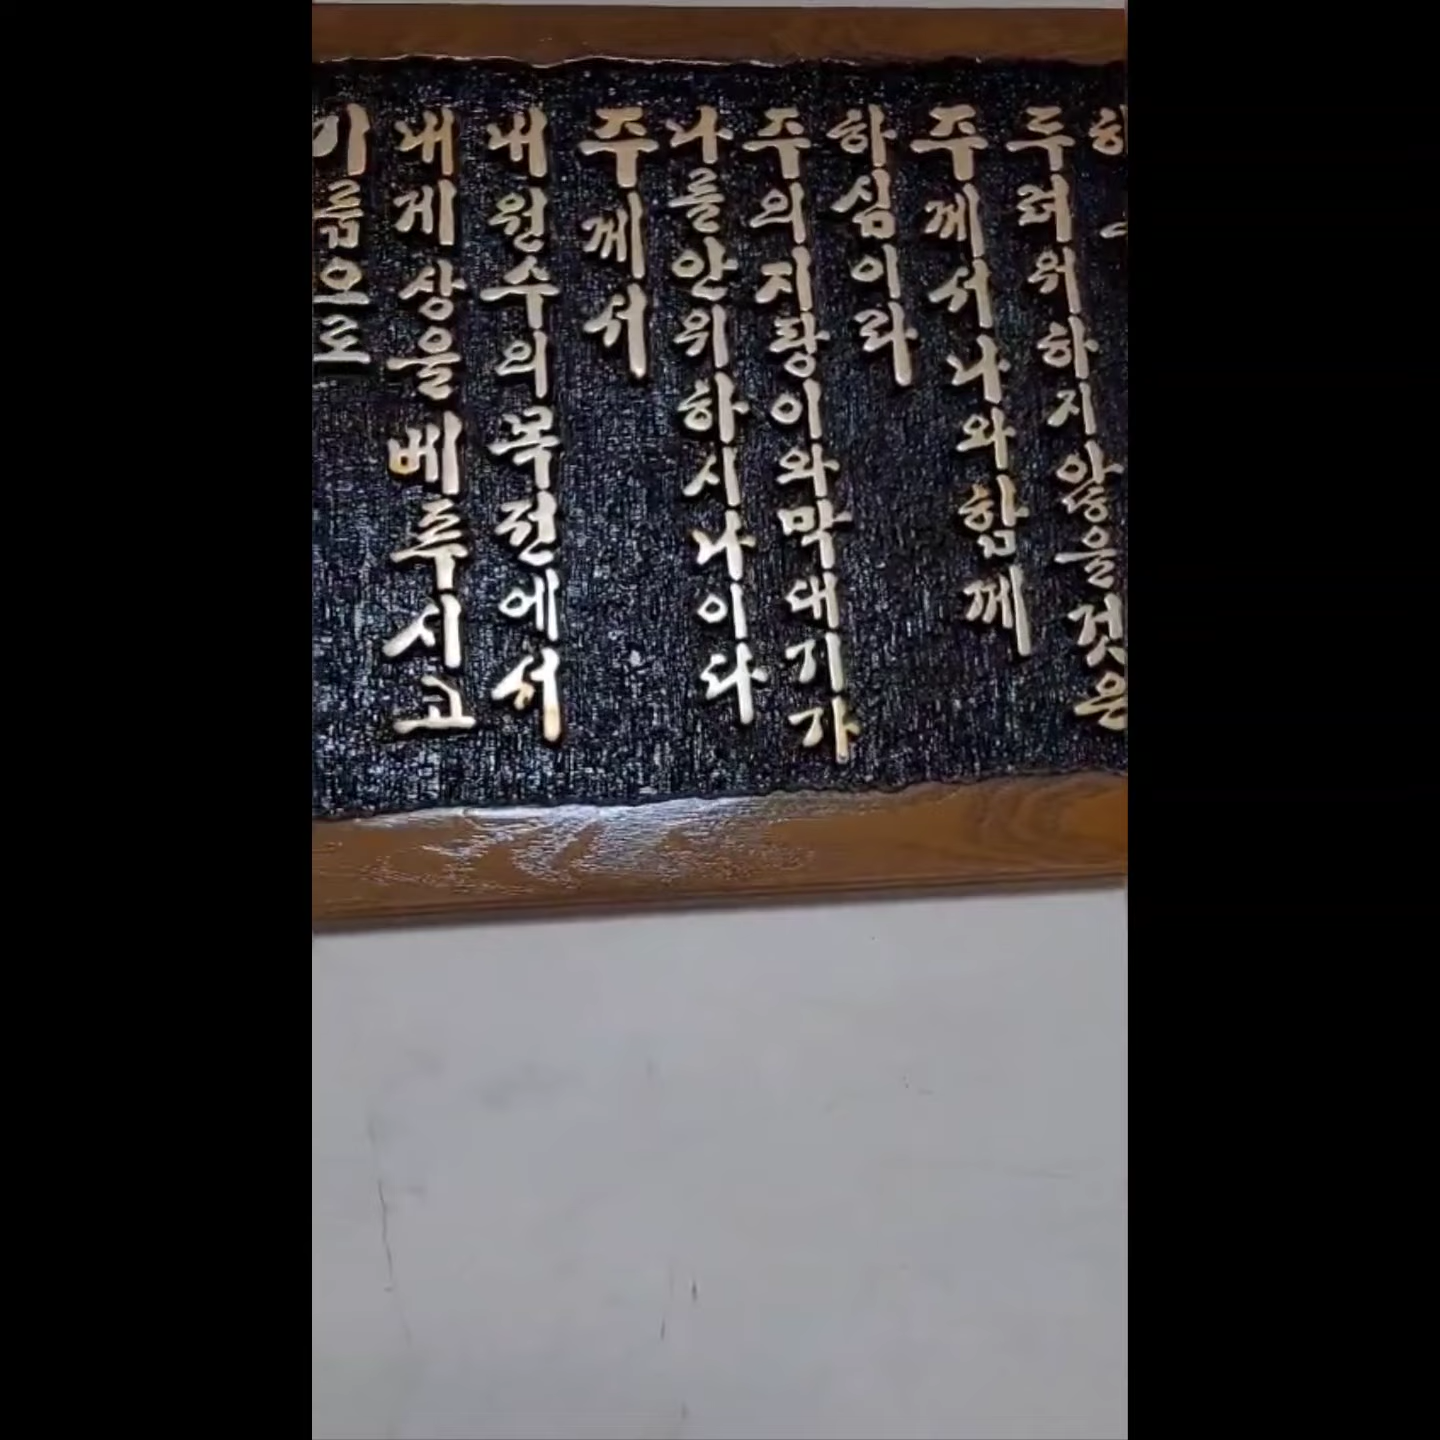 두려워하지않을것은
주께서나와함께
하심이라
주의지팡이와막대기가
나를안위하시나이다
주께서
내원수의목전에서
내게상을베푸시고
기름으로